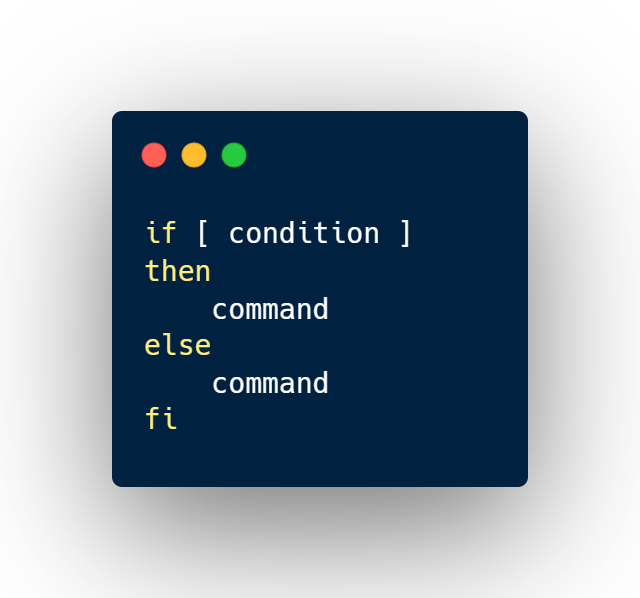 if [ condition ]
then
    command
else
    command
fi